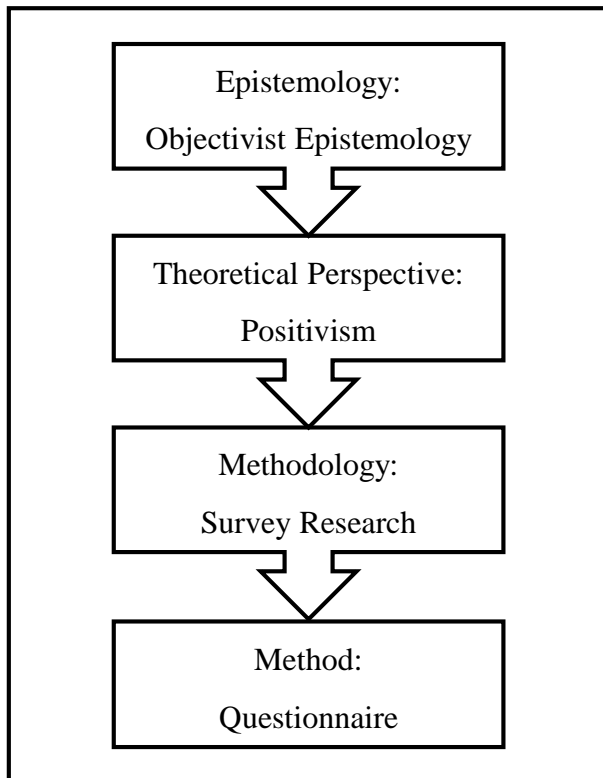 Epistemology:
Objectivist Epistemology
Theoretical Perspective:
Positivism
Methodology:
Survey Research
Method:
Questionnaire